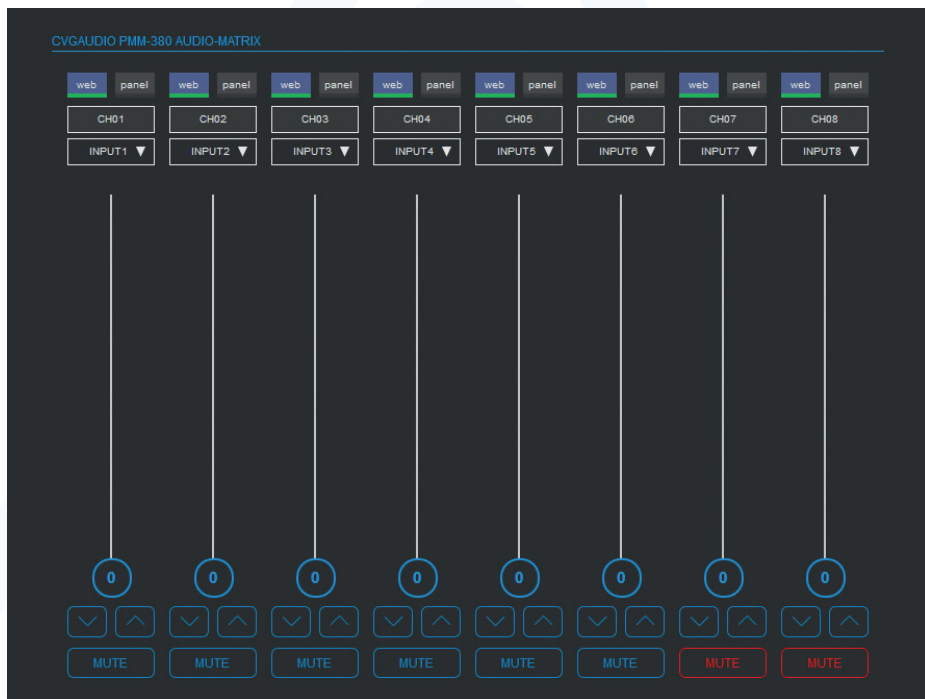 CVGAUDIO PMM-380 AUDIO-MATRIX
web panel web panel web panel web panel web panel web panel web panel web panel
CH01 CH02 CH03 CH04 CH05 CH06 CH07 CH08
INPUT1 ▼ INPUT2 ▼ INPUT3 ▼ INPUT4 ▼ INPUT5 ▼ INPUT6 ▼ INPUT7 ▼ INPUT8 ▼
0 0 0 0 0 0 0 0
MUTE MUTE MUTE MUTE MUTE MUTE MUTE MUTE